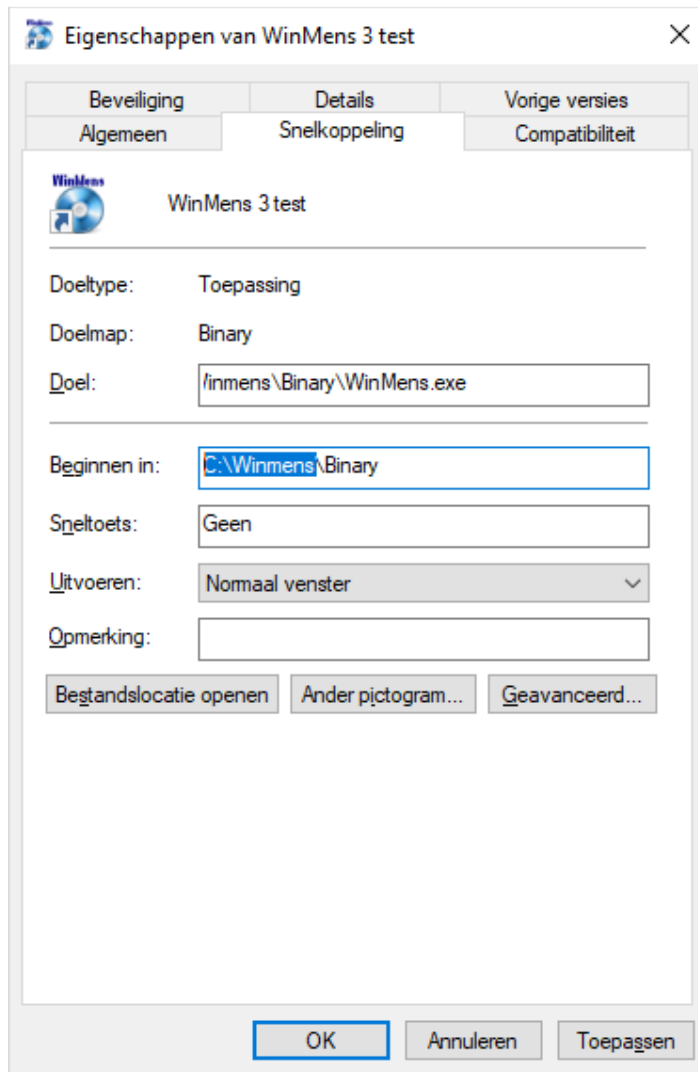 Eigenschappen van WinMens 3 test
Beveiliging Details Vorige versies
Algemeen Snelkoppeling Compatibiliteit
WinMens
WinMens 3 test
Doeltype: Toepassing
Doelmap: Binary
Doel: inmens\Binary\WinMens.exe
Beginnen in: C:\Winmens\Binary
Sneltoets: Geen
Uitvoeren: Normaal venster
Opmerking:
Bestandslocatie openen Ander pictogram... Geavanceerd...
OK Annuleren Toepassen